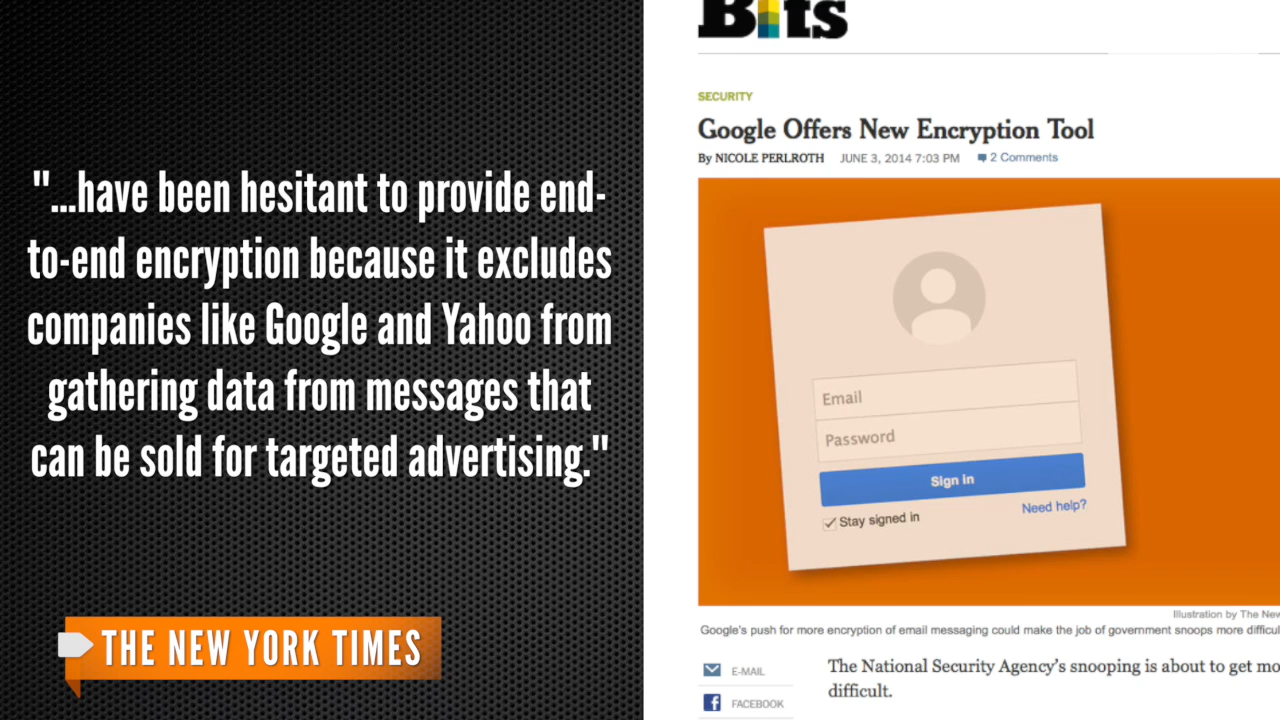 "...have been hesitant to provide end-
to-end encryption because it excludes
companies like Google and Yahoo from
gathering data from messages that
can be sold for targeted advertising."
THE NEW YORK TIMES
Bits
SECURITY
Google Offers New Encryption Tool
By NICOLE PERLROTH JUNE 3, 2014 7:03 PM 2 Comments
Email
Password
Sign in
Stay signed in
Need help?
Illustration by The New
Google's push for more encryption of email messaging could make the job of government snoops more
The National Security Agency's snooping is about to get
difficult.
E-MAIL
FACEBOOK